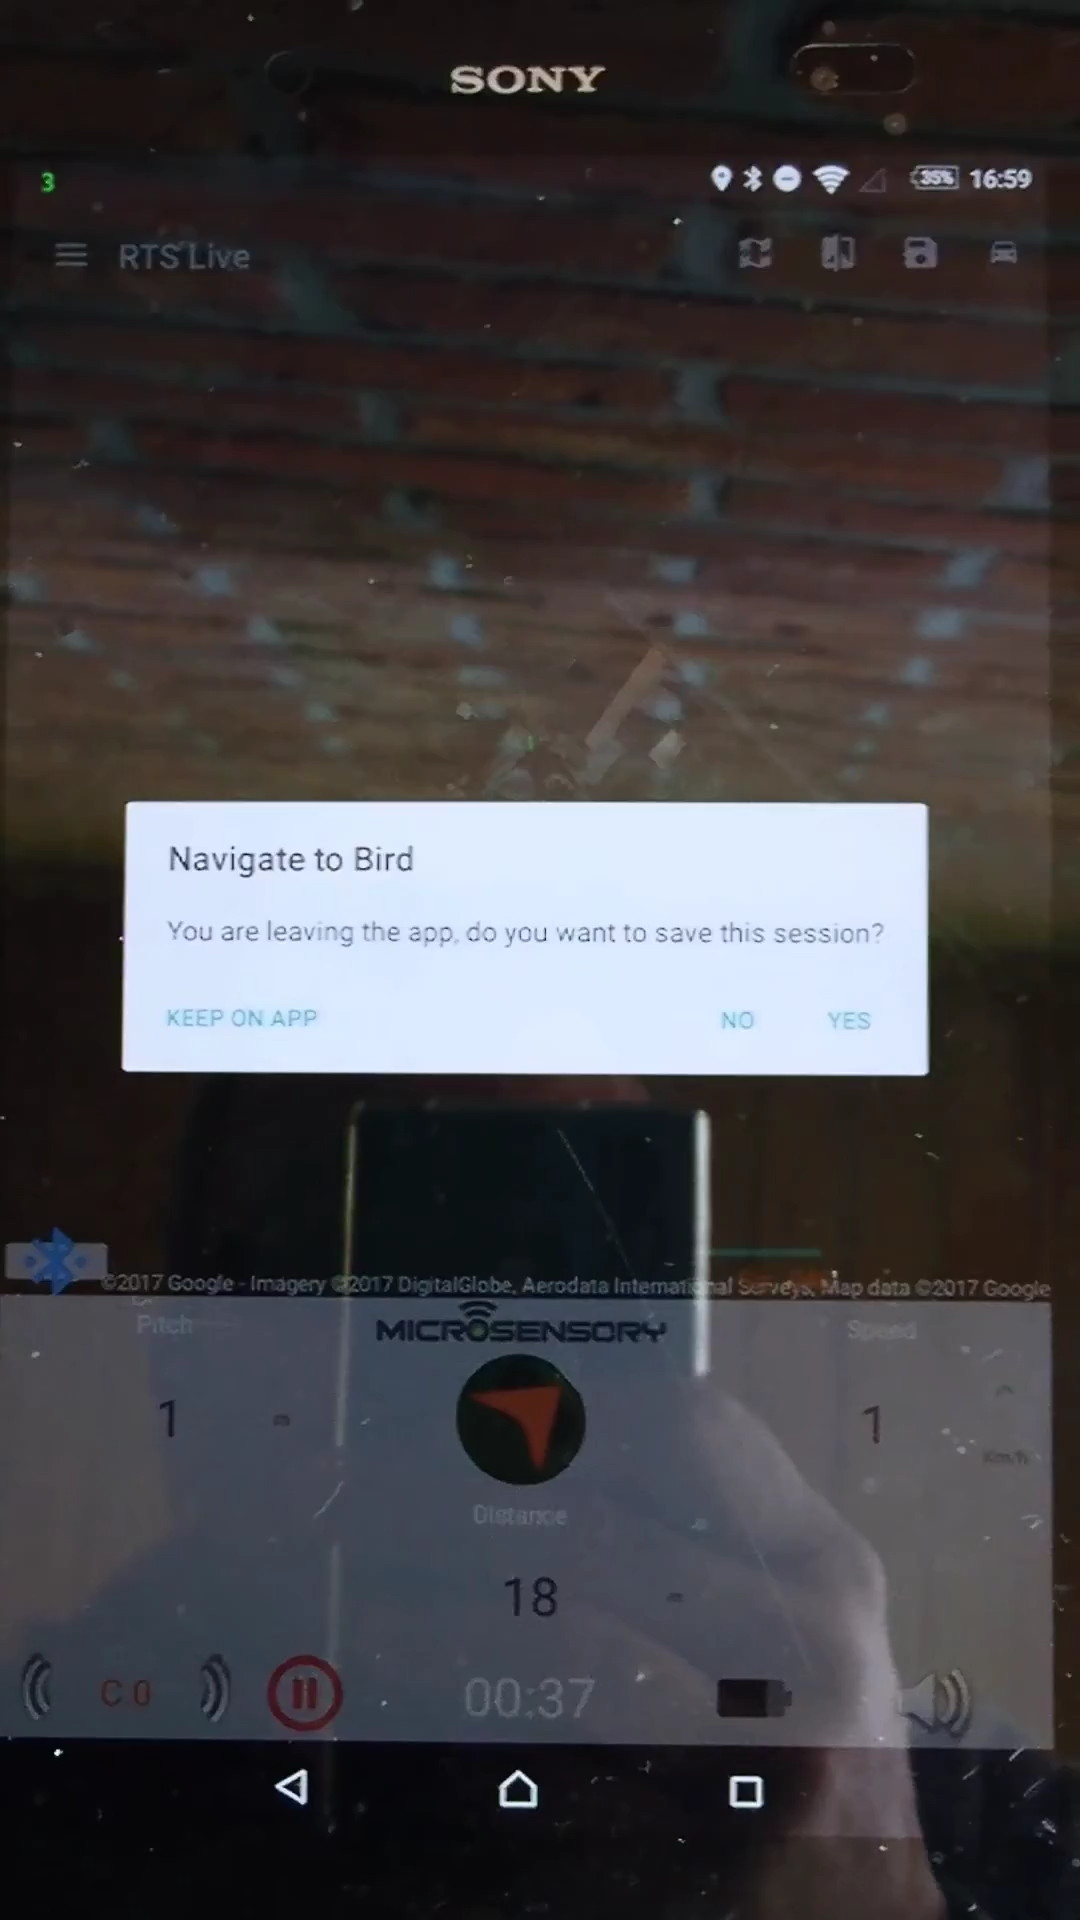 SONY
3
35% 16:59
RTS Live
Navigate to Bird
You are leaving the app, do you want to save this session?
KEEP ON APP NO YES
©2017 Google - Imagery ©2017 DigitalGlobe, Aerodata International Surveys, Map data ©2017 Google
Pitch MICROSENSORY Speed
1 m 1
Km/h
Distance
18 m
C 0 00:37